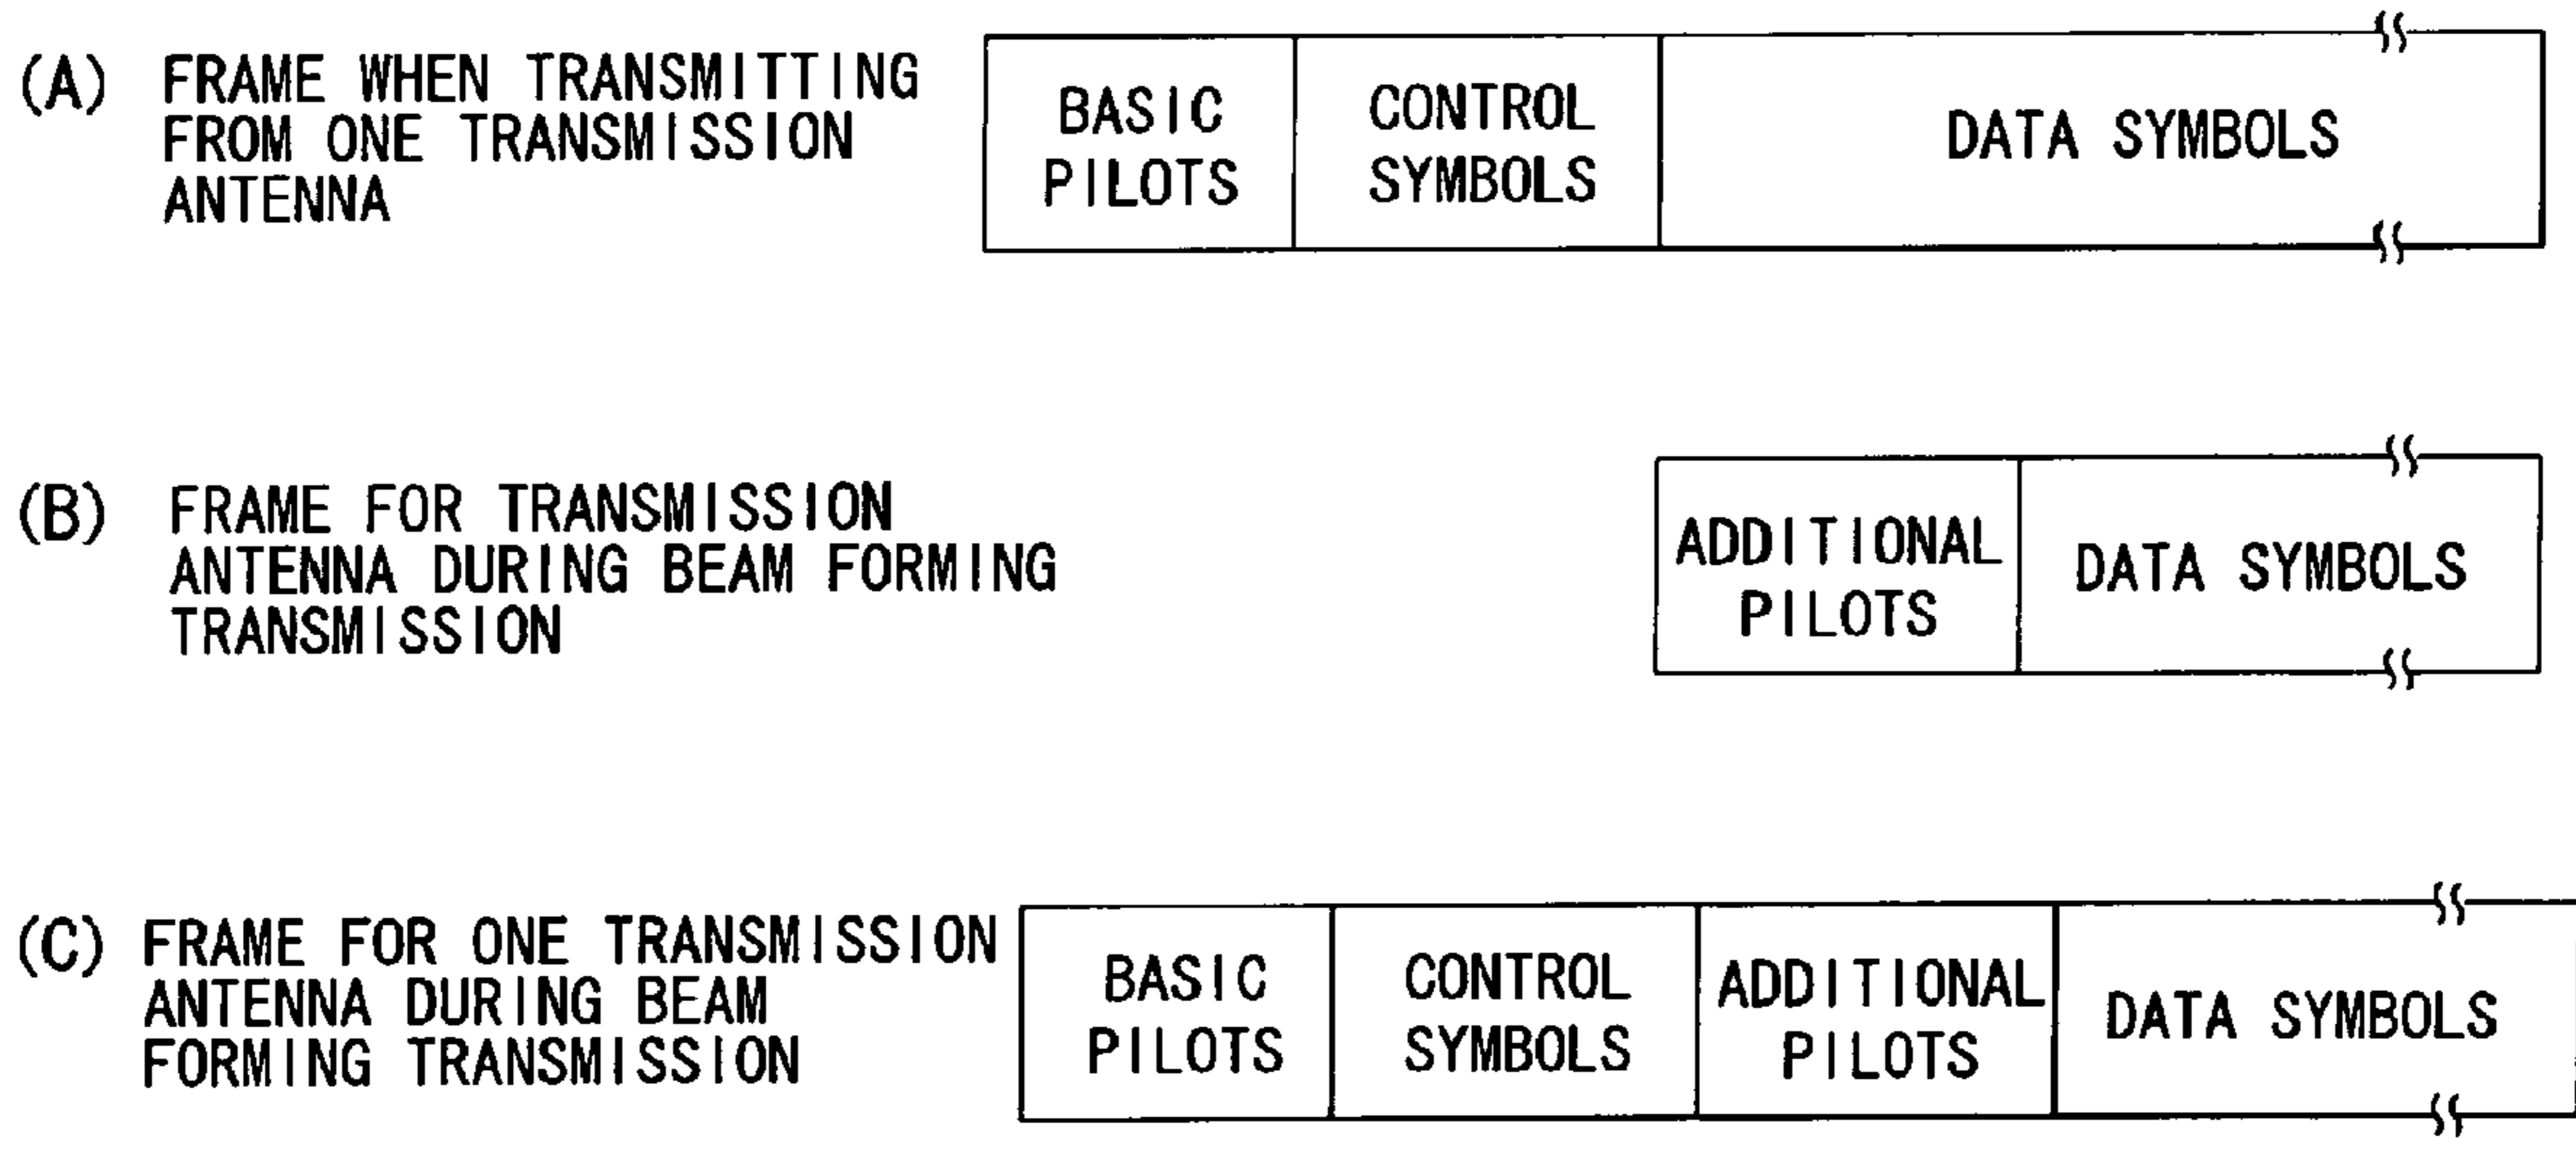 (A) FRAME WHEN TRANSMITTING
FROM ONE TRANSMISSION
ANTENNA
BASIC
PILOTS
CONTROL
SYMBOLS
DATA SYMBOLS
(B) FRAME FOR TRANSMISSION
ANTENNA DURING BEAM FORMING
TRANSMISSION
ADDITIONAL
PILOTS
DATA SYMBOLS
(C) FRAME FOR ONE TRANSMISSION
ANTENNA DURING BEAM
FORMING TRANSMISSION
BASIC
PILOTS
CONTROL
SYMBOLS
ADDITIONAL
PILOTS
DATA SYMBOLS